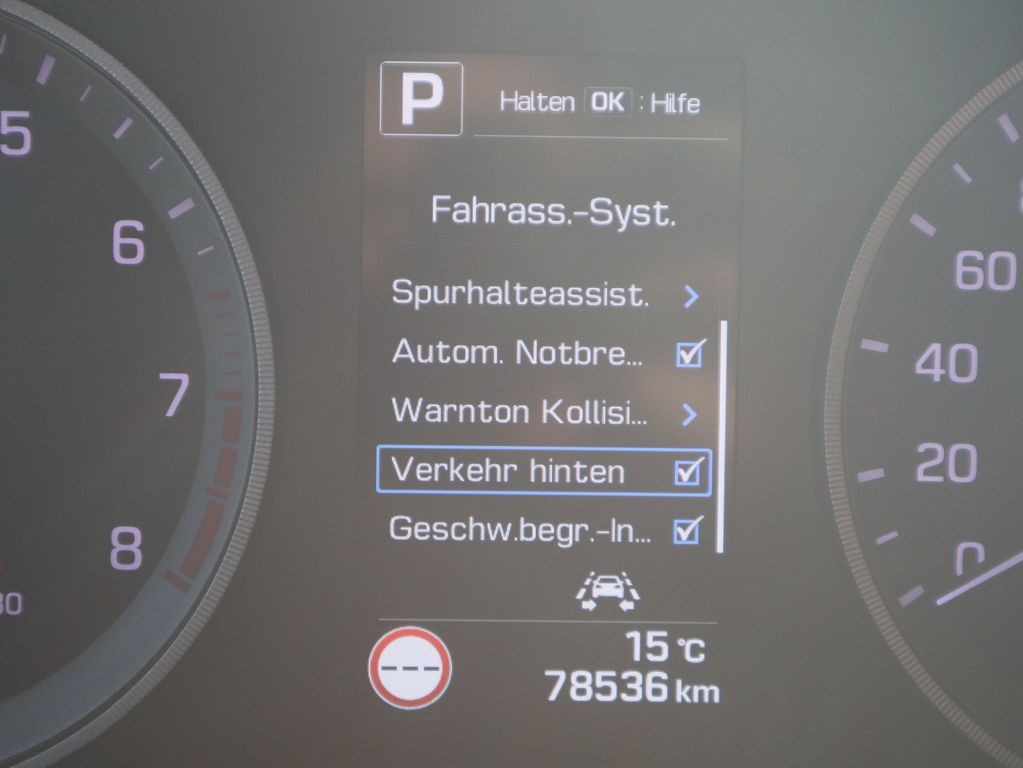 P
Halten OK : Hilfe
Fahrass.-Syst.
Spurhalteassist. >
Autom. Notbre...
Warnton Kollisi... >
Verkehr hinten
Geschw.begr.-In...
---
15 °C
78536 km
5
6
7
8
60
40
20
0